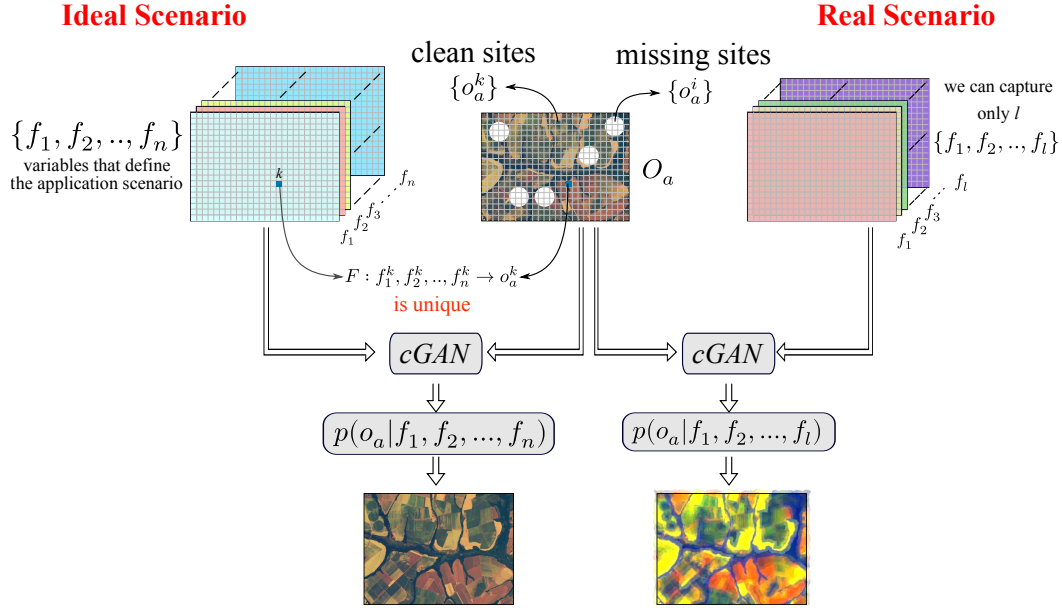 Ideal Scenario
Real Scenario
clean sites
missing sites
{o_a^k}
{o_a^i}
we can capture
only l
{f_1, f_2, .., f_l}
{f_1, f_2, .., f_n}
variables that define
the application scenario
k
O_a
f_n
f_3
f_2
f_1
f_l
f_3
f_2
f_1
F : f_1^k, f_2^k, .., f_n^k → o_a^k
is unique
cGAN
cGAN
p(o_a|f_1, f_2, ..., f_n)
p(o_a|f_1, f_2, ..., f_l)